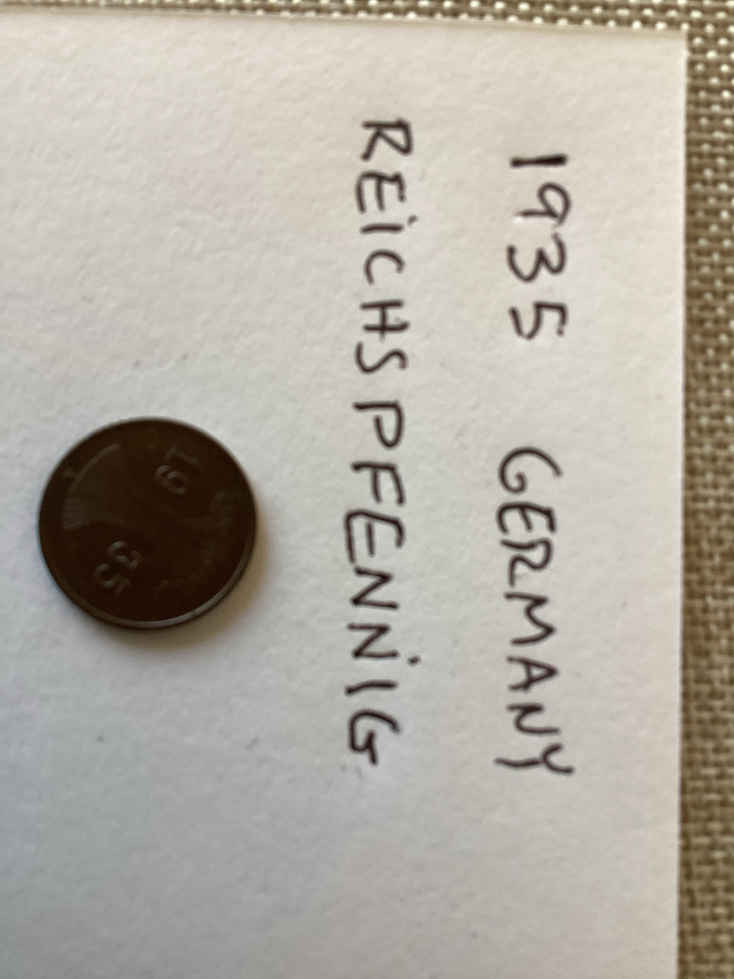 1935 GERMANY
REICHSPFENNIG
19 35